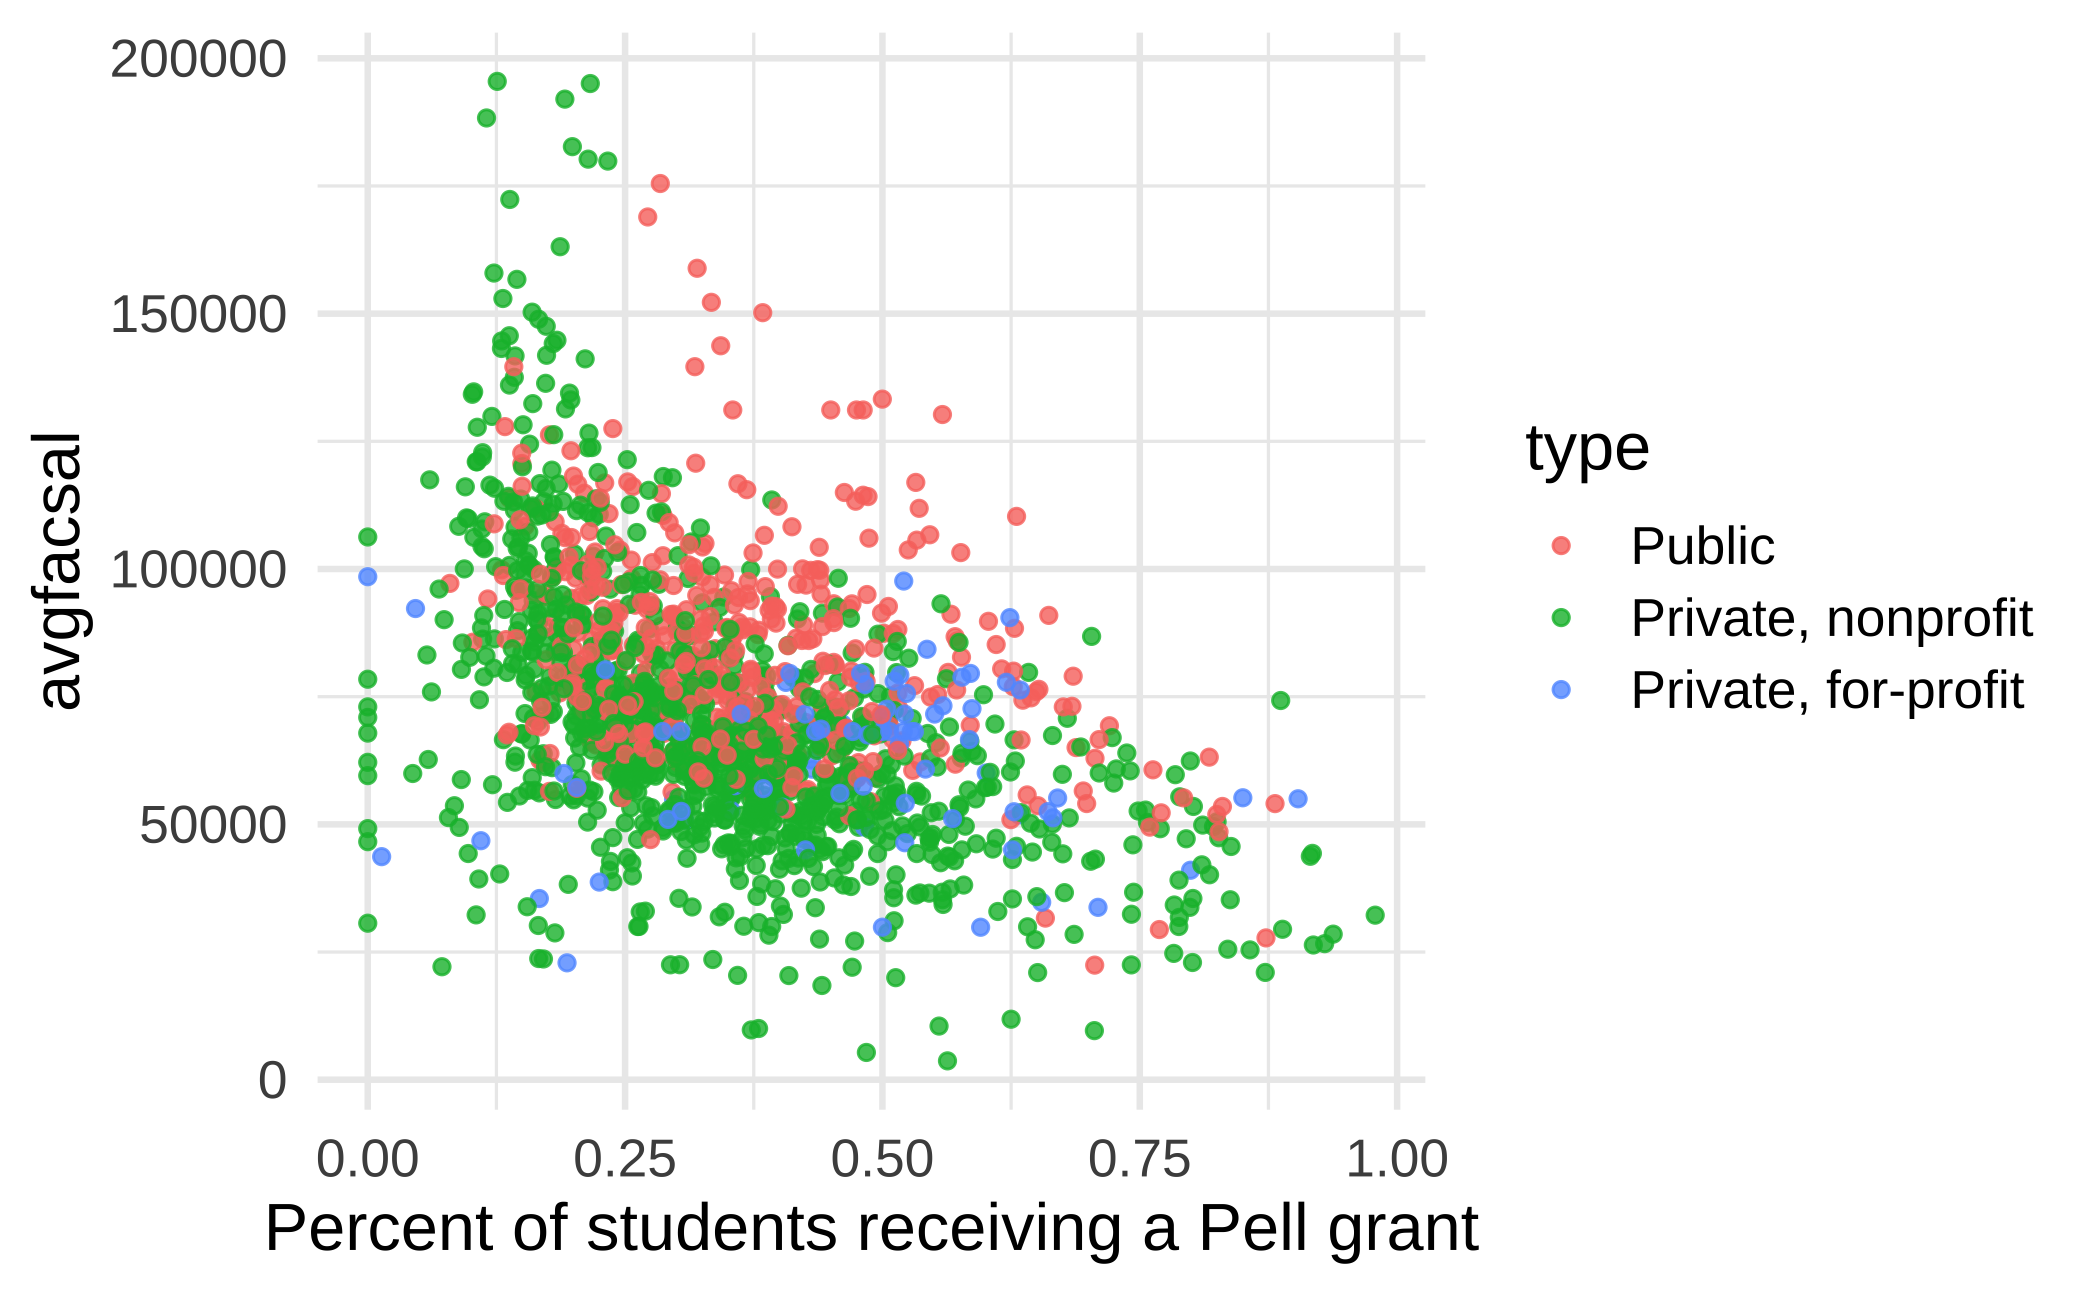 200000
150000
100000
50000
0
avgfacsal
0.00 0.25 0.50 0.75 1.00
Percent of students receiving a Pell grant
type
Public
Private, nonprofit
Private, for-profit